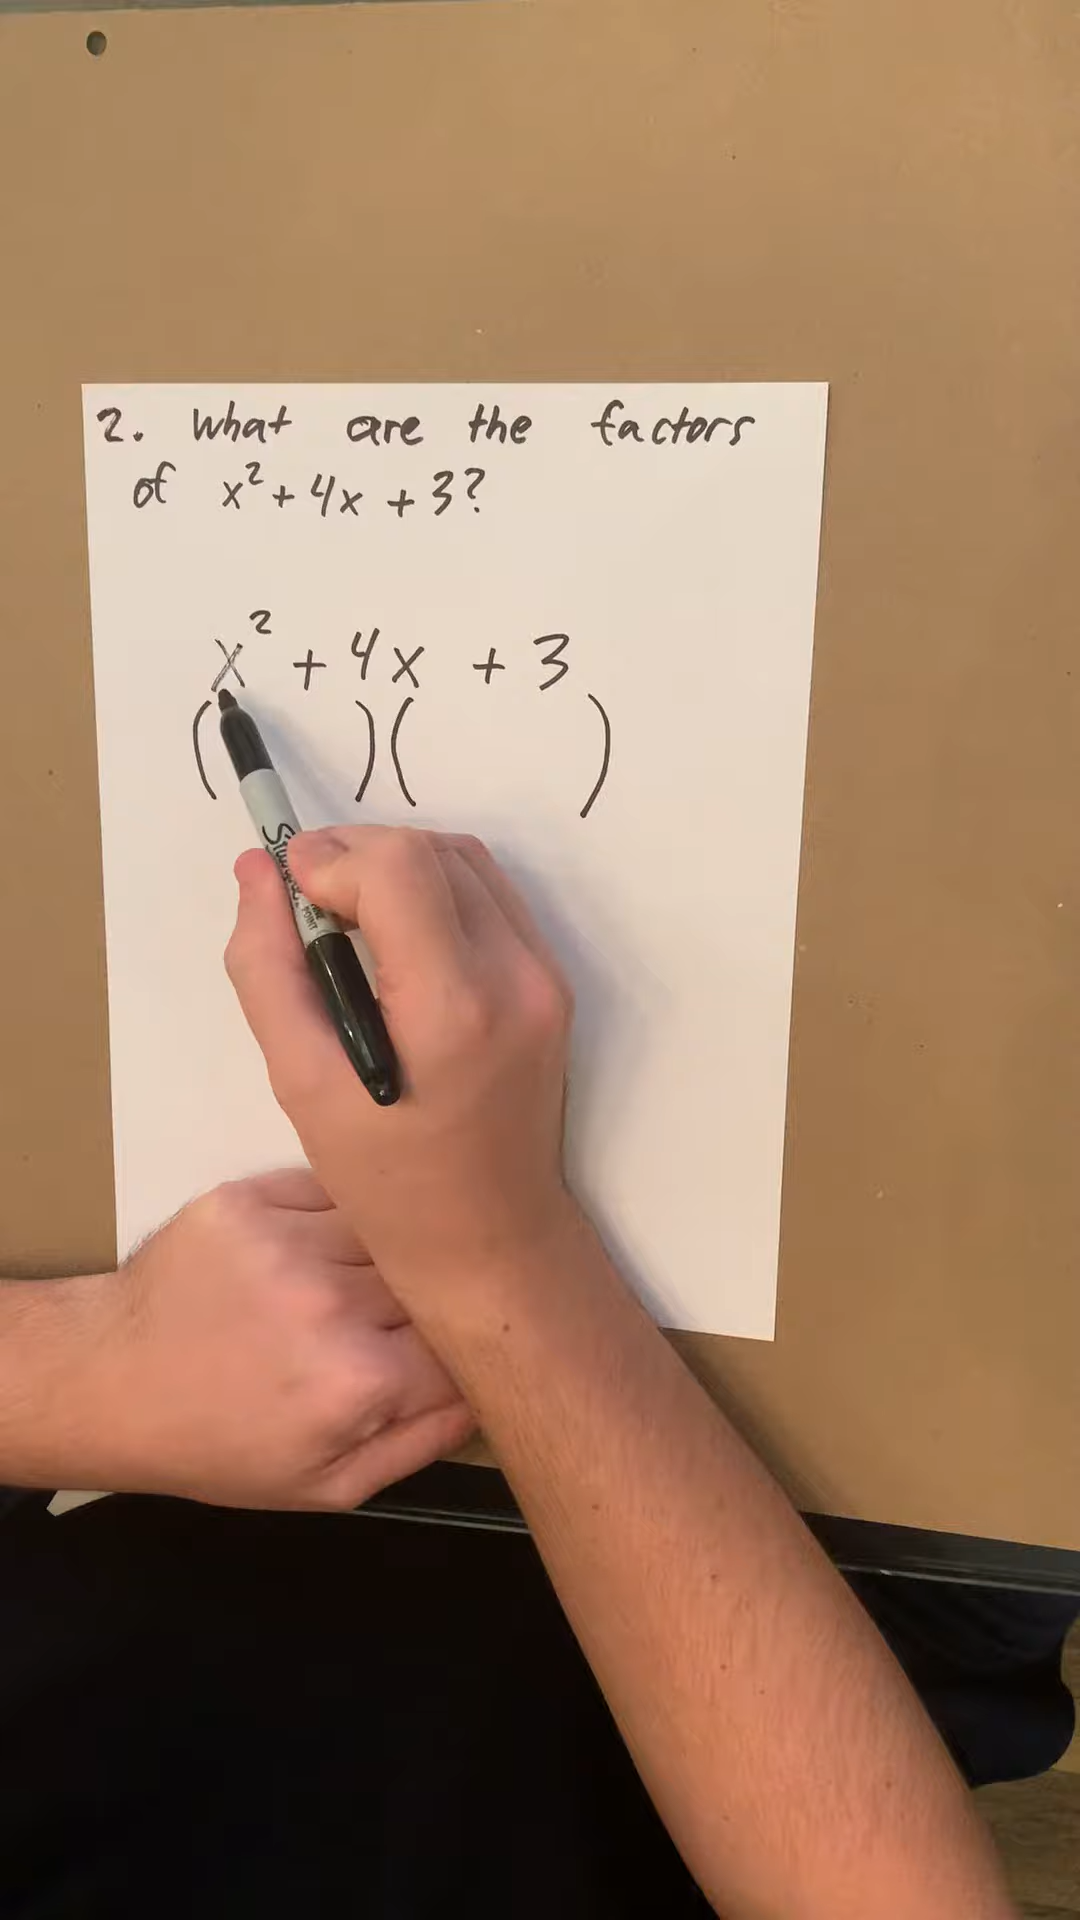 2. What are the factors
of x² + 4x + 3?
x² + 4x + 3
(   )(   )